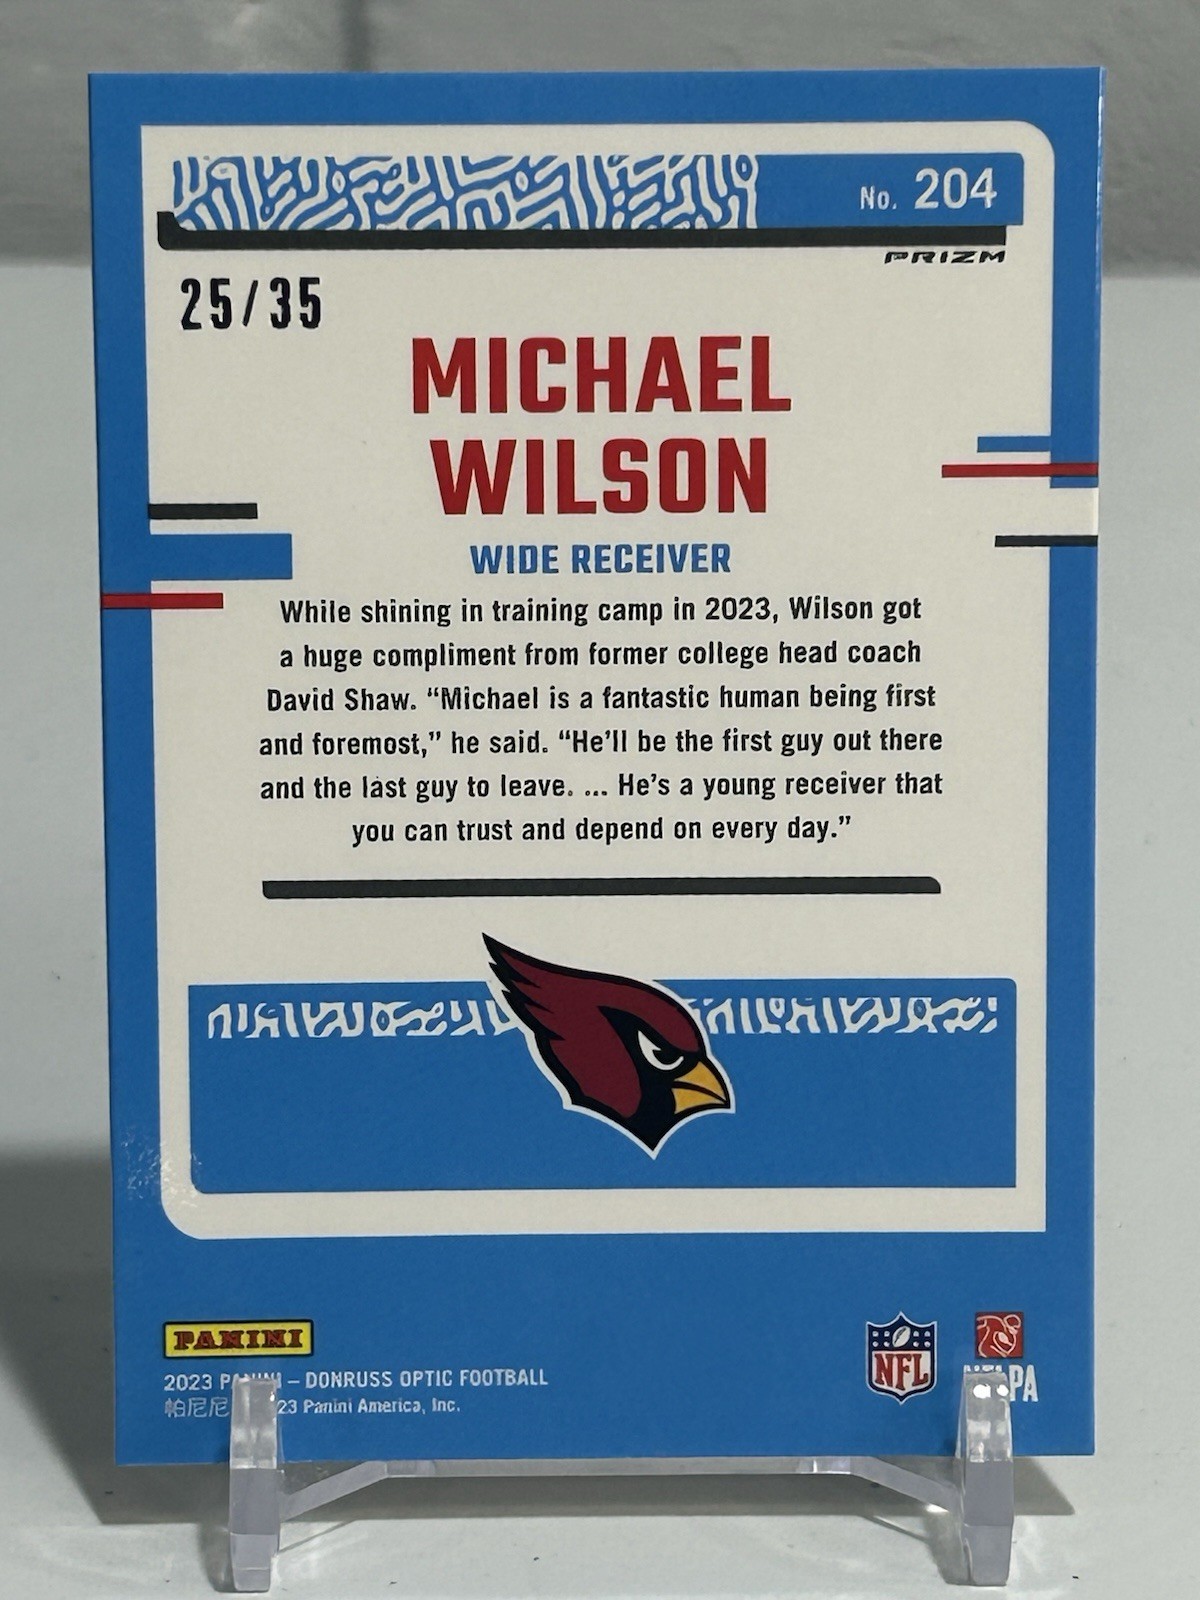 No. 204
PRIZM
25/35
MICHAEL
WILSON
WIDE RECEIVER
While shining in training camp in 2023, Wilson got
a huge compliment from former college head coach
David Shaw. “Michael is a fantastic human being first
and foremost,” he said. “He’ll be the first guy out there
and the last guy to leave. ... He’s a young receiver that
you can trust and depend on every day.”
PANINI
NFL
2023 PANINI – DONRUSS OPTIC FOOTBALL
帕尼尼 Panini America, Inc.